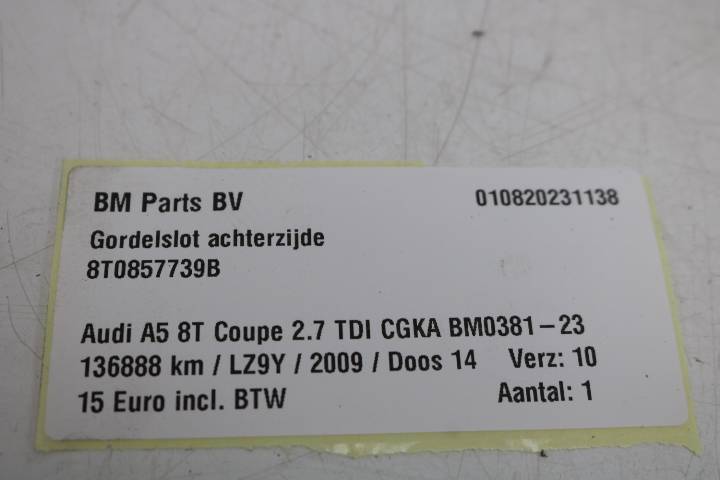 BM Parts BV 010820231138
Gordelslot achterzijde
8T0857739B
Audi A5 8T Coupe 2.7 TDI CGKA BM0381-23
136888 km / LZ9Y / 2009 / Doos 14 Verz: 10
15 Euro incl. BTW Aantal: 1